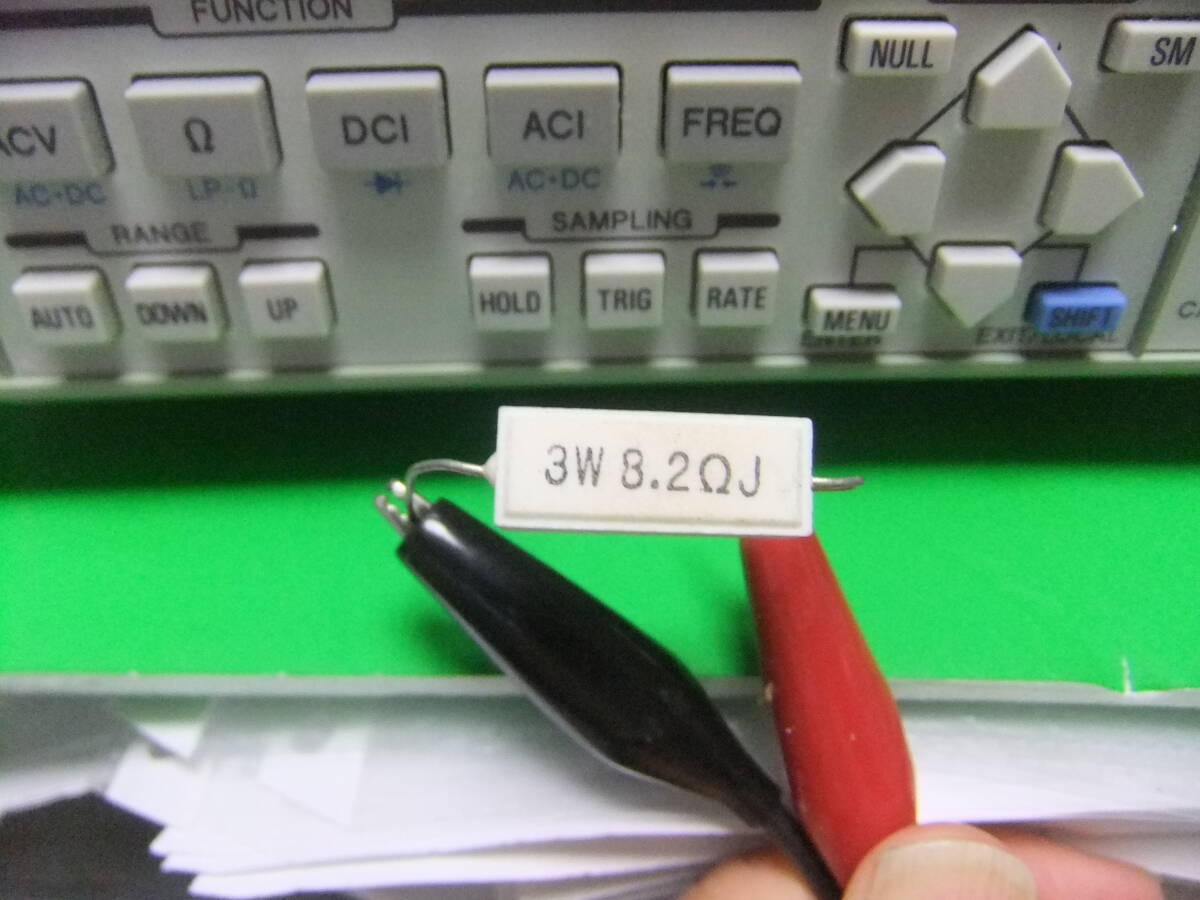 FUNCTION
NULL
SM
ACV
Ω
DCI
ACI
FREQ
AC+DC
LP-Ω
AC+DC
RANGE
SAMPLING
AUTO
DOWN
UP
HOLD
TRIG
RATE
MENU
SHIFT
3W 8.2ΩJ